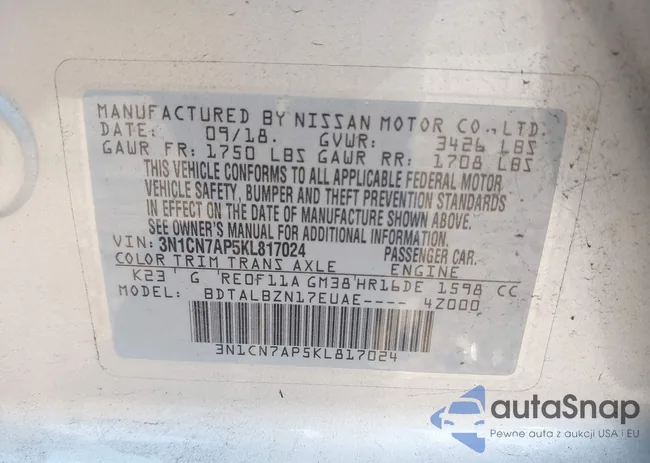 MANUFACTURED BY NISSAN MOTOR CO., LTD.
DATE: 09/18. GVWR: 3426 LBS
GAWR FR: 1750 LBS GAWR RR: 1708 LBS
THIS VEHICLE CONFORMS TO ALL APPLICABLE FEDERAL MOTOR
VEHICLE SAFETY, BUMPER AND THEFT PREVENTION STANDARDS
IN EFFECT ON THE DATE OF MANUFACTURE SHOWN ABOVE.
SEE OWNER'S MANUAL FOR ADDITIONAL INFORMATION.
VIN: 3N1CN7AP5KL817024 PASSENGER CAR.
COLOR TRIM TRANS AXLE ENGINE
K23 G RE0F11A GM38 HR16DE 1598 CC
MODEL: BDTALBZN17EUAE---- 4Z000
3N1CN7AP5KL817024
autoSnap
Pewne auta z aukcji USA i EU